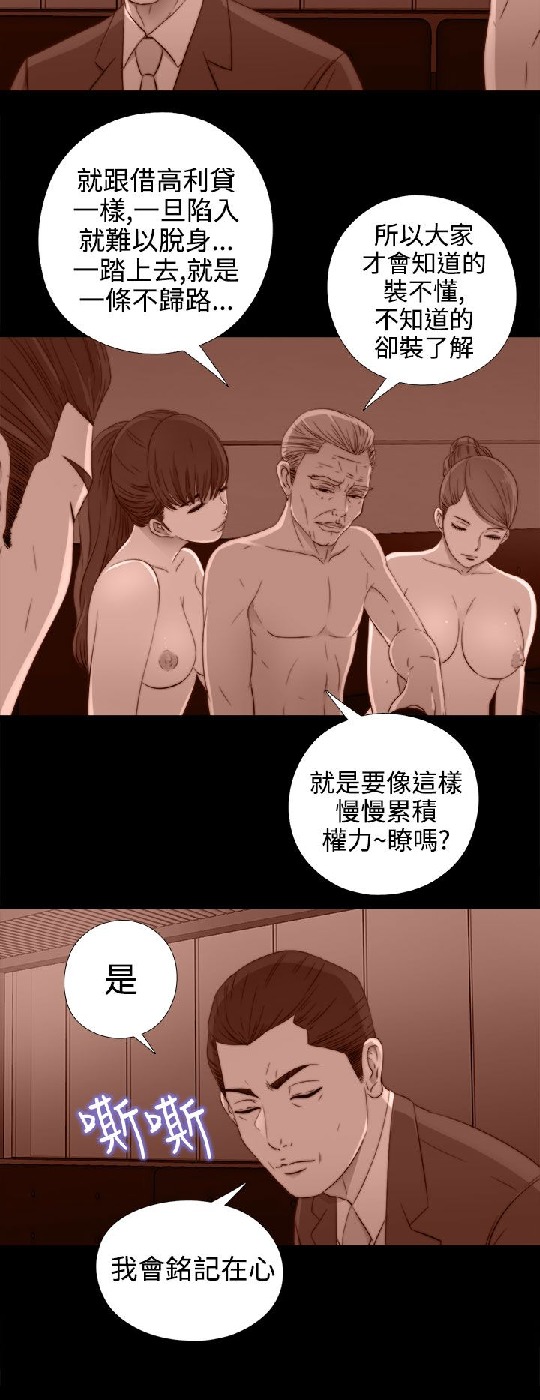 就跟借高利貸
一樣,一旦陷入
就難以脫身...
一踏上去,就是
一條不歸路...
所以大家
才會知道的
裝不懂,
不知道的
卻裝了解
就是要像這樣
慢慢累積
權力~瞭嗎?
是
嘶嘶
我會銘記在心